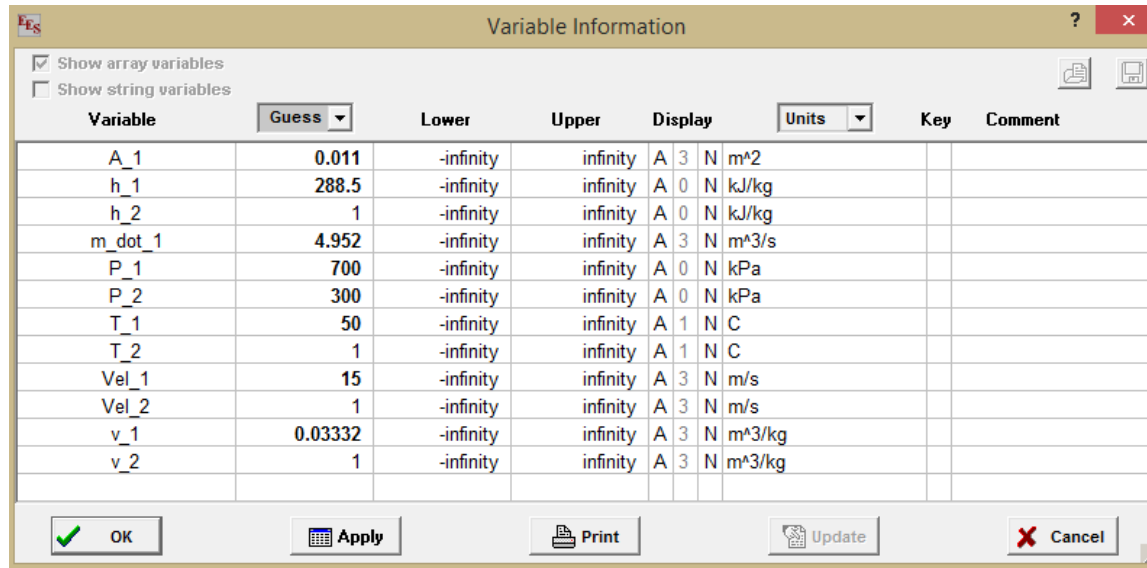 EES Variable Information ? ×
Show array variables
Show string variables
Variable Guess Lower Upper Display Units Key Comment
A_1 0.011 -infinity infinity A 3 N m^2
h_1 288.5 -infinity infinity A 0 N kJ/kg
h_2 1 -infinity infinity A 0 N kJ/kg
m_dot_1 4.952 -infinity infinity A 3 N m^3/s
P_1 700 -infinity infinity A 0 N kPa
P_2 300 -infinity infinity A 0 N kPa
T_1 50 -infinity infinity A 1 N C
T_2 1 -infinity infinity A 1 N C
Vel_1 15 -infinity infinity A 3 N m/s
Vel_2 1 -infinity infinity A 3 N m/s
v_1 0.03332 -infinity infinity A 3 N m^3/kg
v_2 1 -infinity infinity A 3 N m^3/kg
OK Apply Print Update Cancel